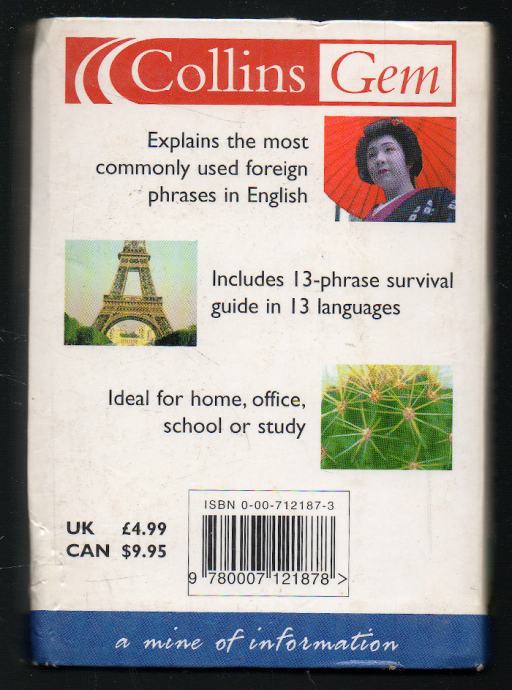 Collins Gem
Explains the most
commonly used foreign
phrases in English
Includes 13-phrase survival
guide in 13 languages
Ideal for home, office,
school or study
ISBN 0-00-712187-3
UK £4.99
CAN $9.95
9 780007 121878 >
a mine of information